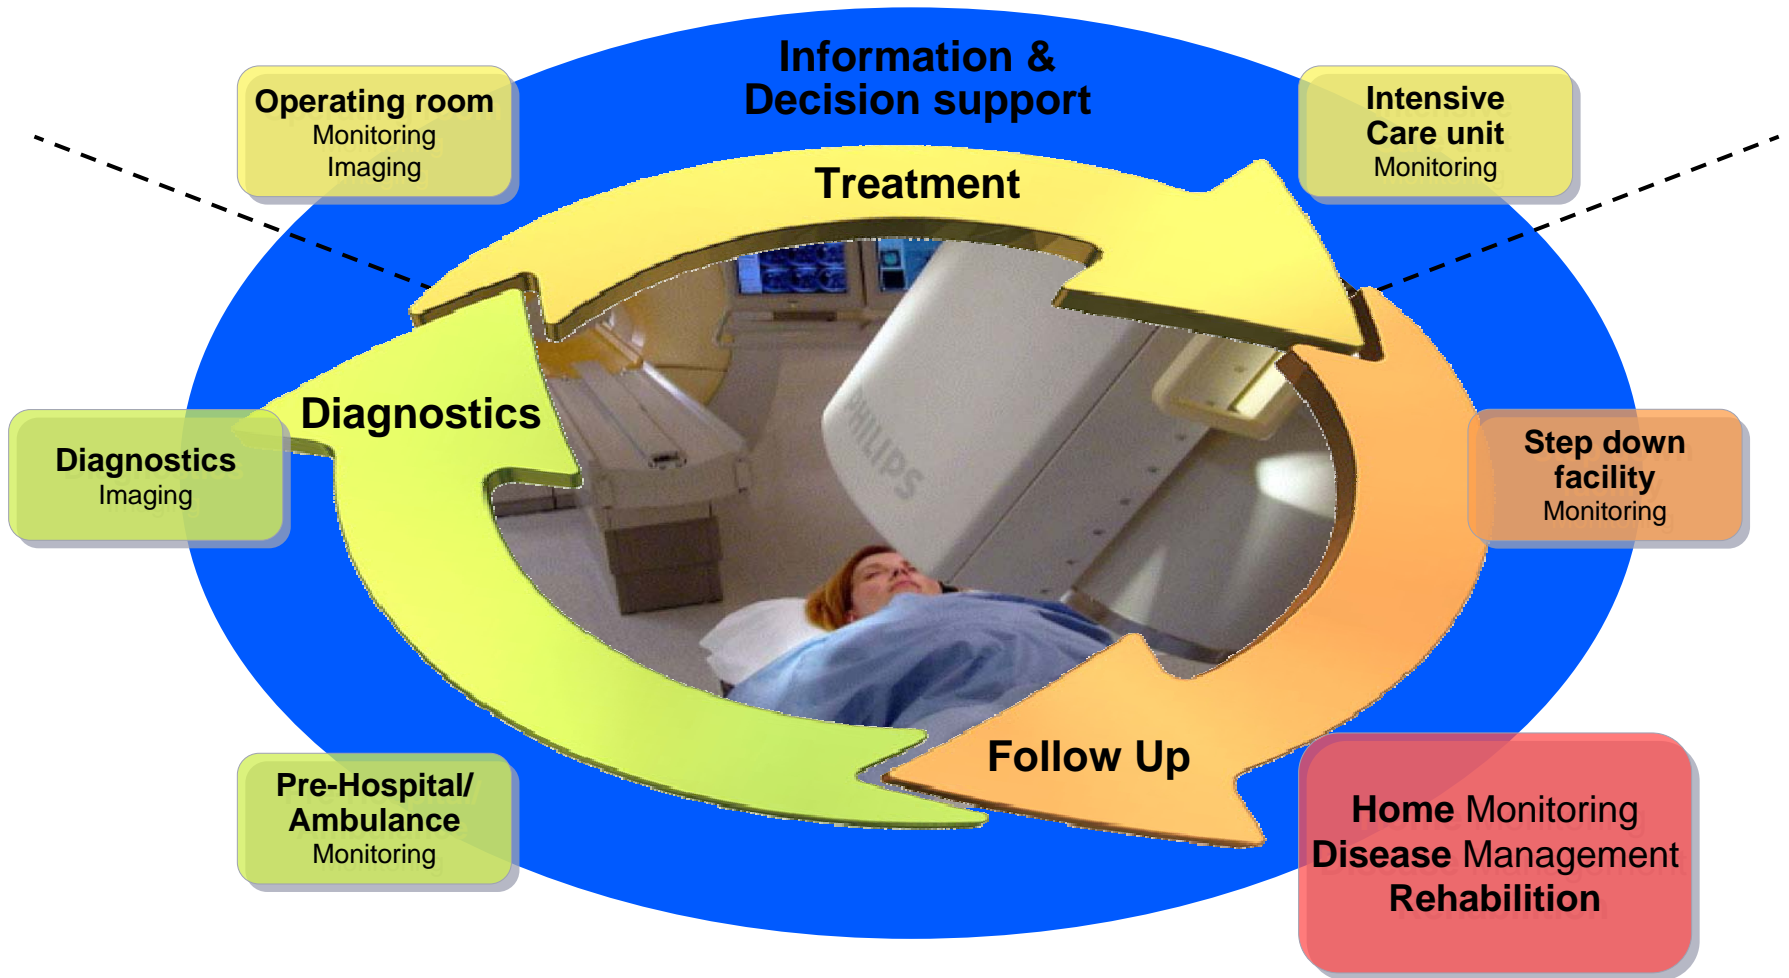 Information &
Decision support
Operating room
Monitoring
Imaging
Intensive
Care unit
Monitoring
Treatment
Diagnostics
Diagnostics
Imaging
PHILIPS
Step down
facility
Monitoring
Follow Up
Pre-Hospital/
Ambulance
Monitoring
Home Monitoring
Disease Management
Rehabilition